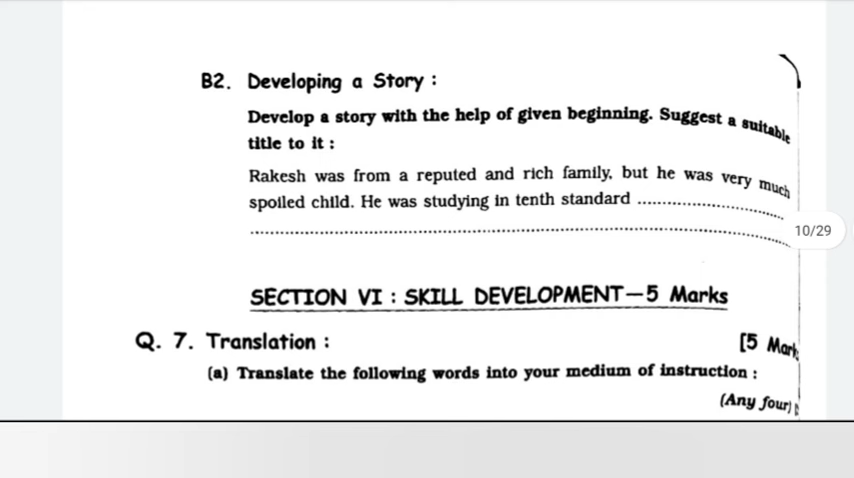 B2. Developing a Story :
Develop a story with the help of given beginning. Suggest a suitable
title to it :
Rakesh was from a reputed and rich family, but he was very much
spoiled child. He was studying in tenth standard ..............................
................................................................................
10/29
SECTION VI : SKILL DEVELOPMENT—5 Marks
Q. 7. Translation : [5 Mark
(a) Translate the following words into your medium of instruction :
(Any four)